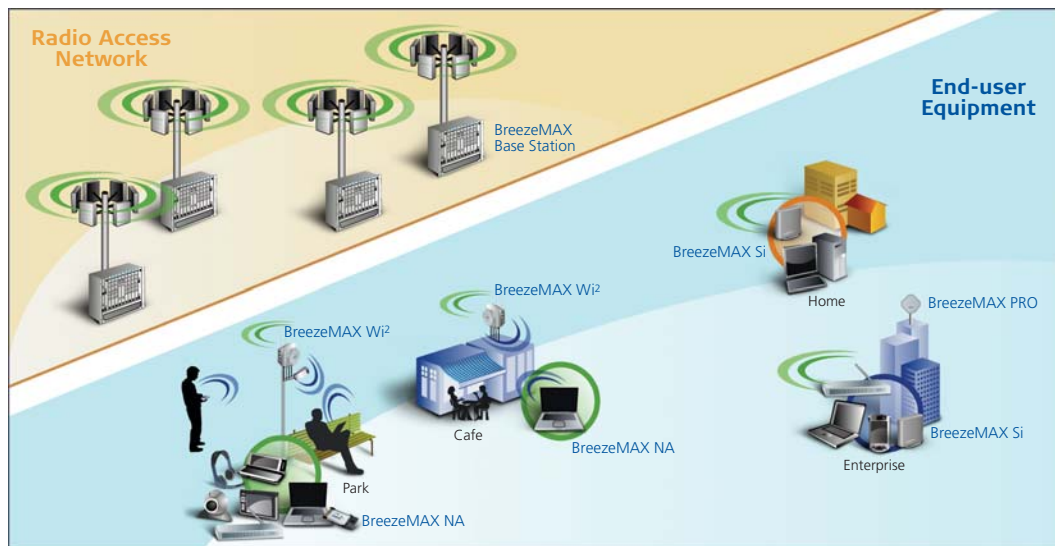 Radio Access
Network
End-user
Equipment
BreezeMAX
Base Station
BreezeMAX Si
Home
BreezeMAX PRO
BreezeMAX Wi²
BreezeMAX Wi²
Cafe
BreezeMAX NA
BreezeMAX Si
Enterprise
Park
BreezeMAX NA